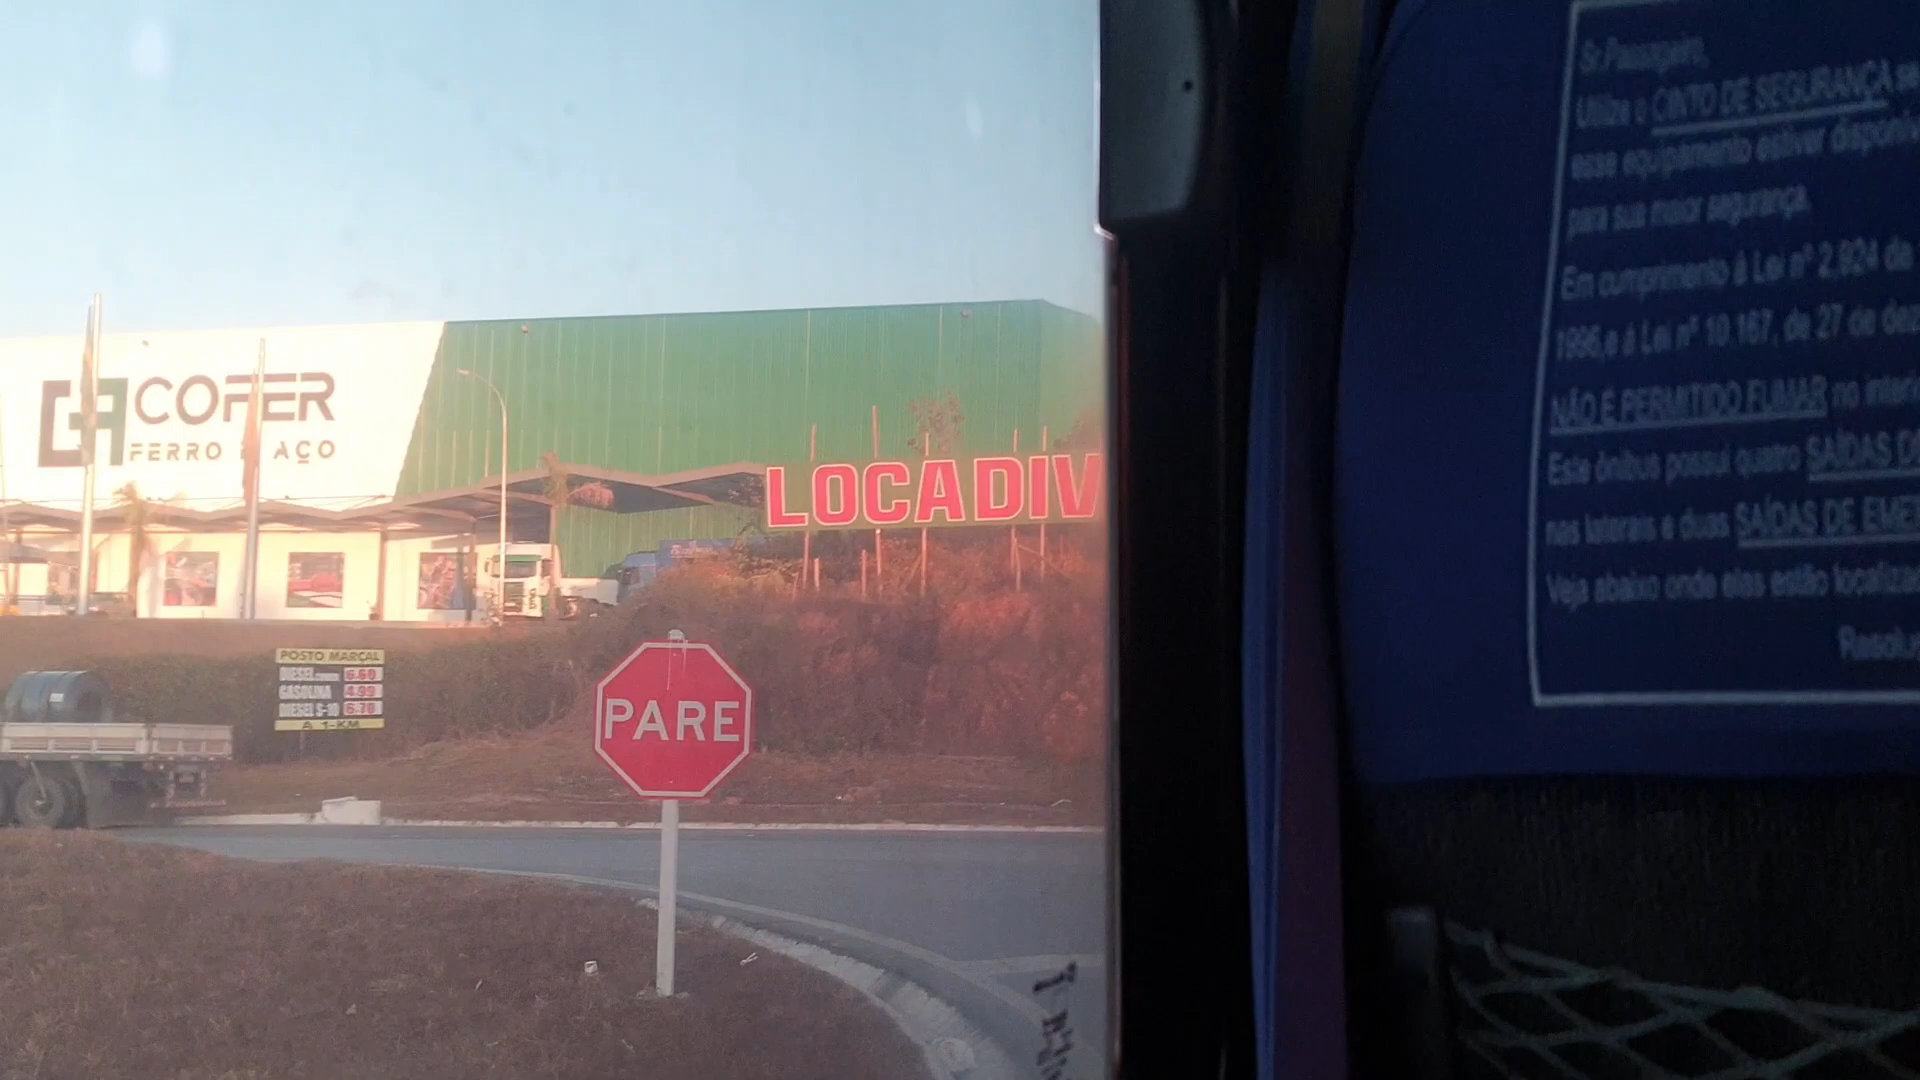 COFER
FERRO E AÇO
LOCADIV
POSTO MARÇAL
DIESEL 6.60
GASOLINA 4.99
DIESEL S-10 6.70
A 1-KM
PARE
Sr. Passageiro,
Utilize o CINTO DE SEGURANÇA se
esse equipamento estiver disponív
para sua maior segurança.
Em cumprimento á Lei nº 2,924 de
1996, e á Lei nº 10.167, de 27 de dez
NÃO É PERMITIDO FUMAR no interi
Este ônibus possui quatro SAÍDAS DE
nas laterais e duas SAÍDAS DE EMER
Veja abaixo onde elas estão localiza
Resolu